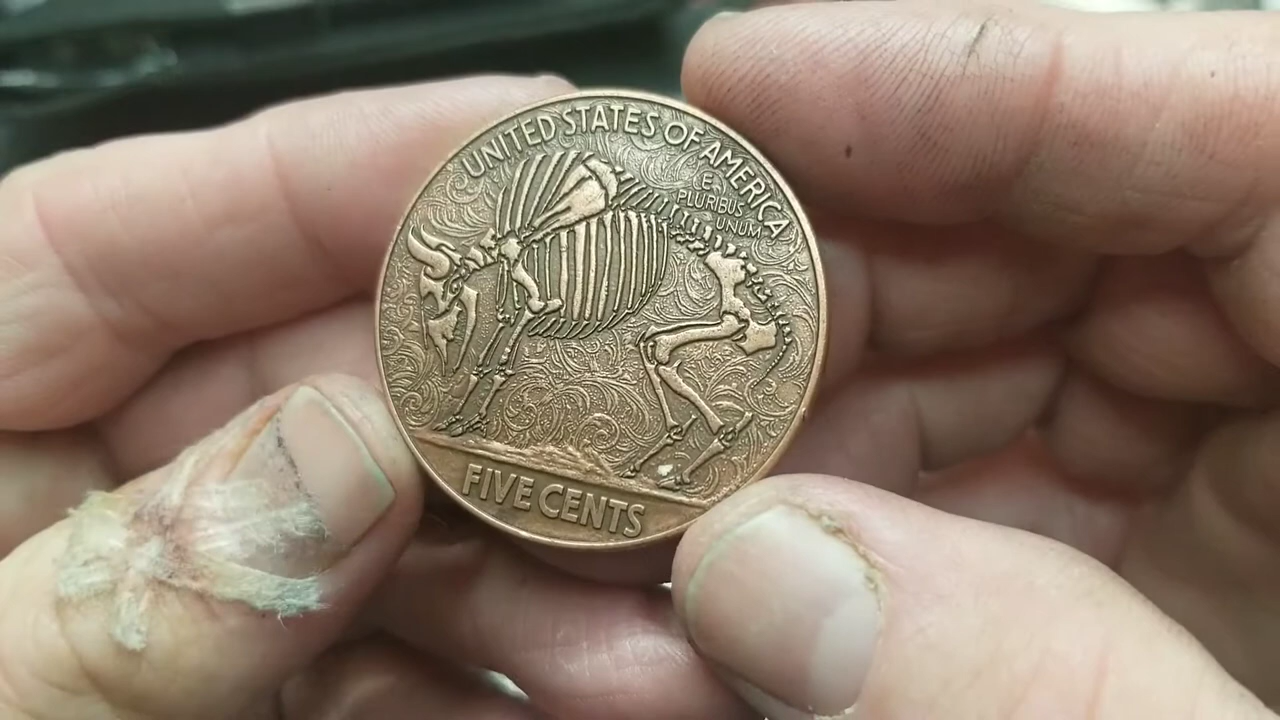 UNITED STATES OF AMERICA
E
PLURIBUS
UNUM
FIVE CENTS